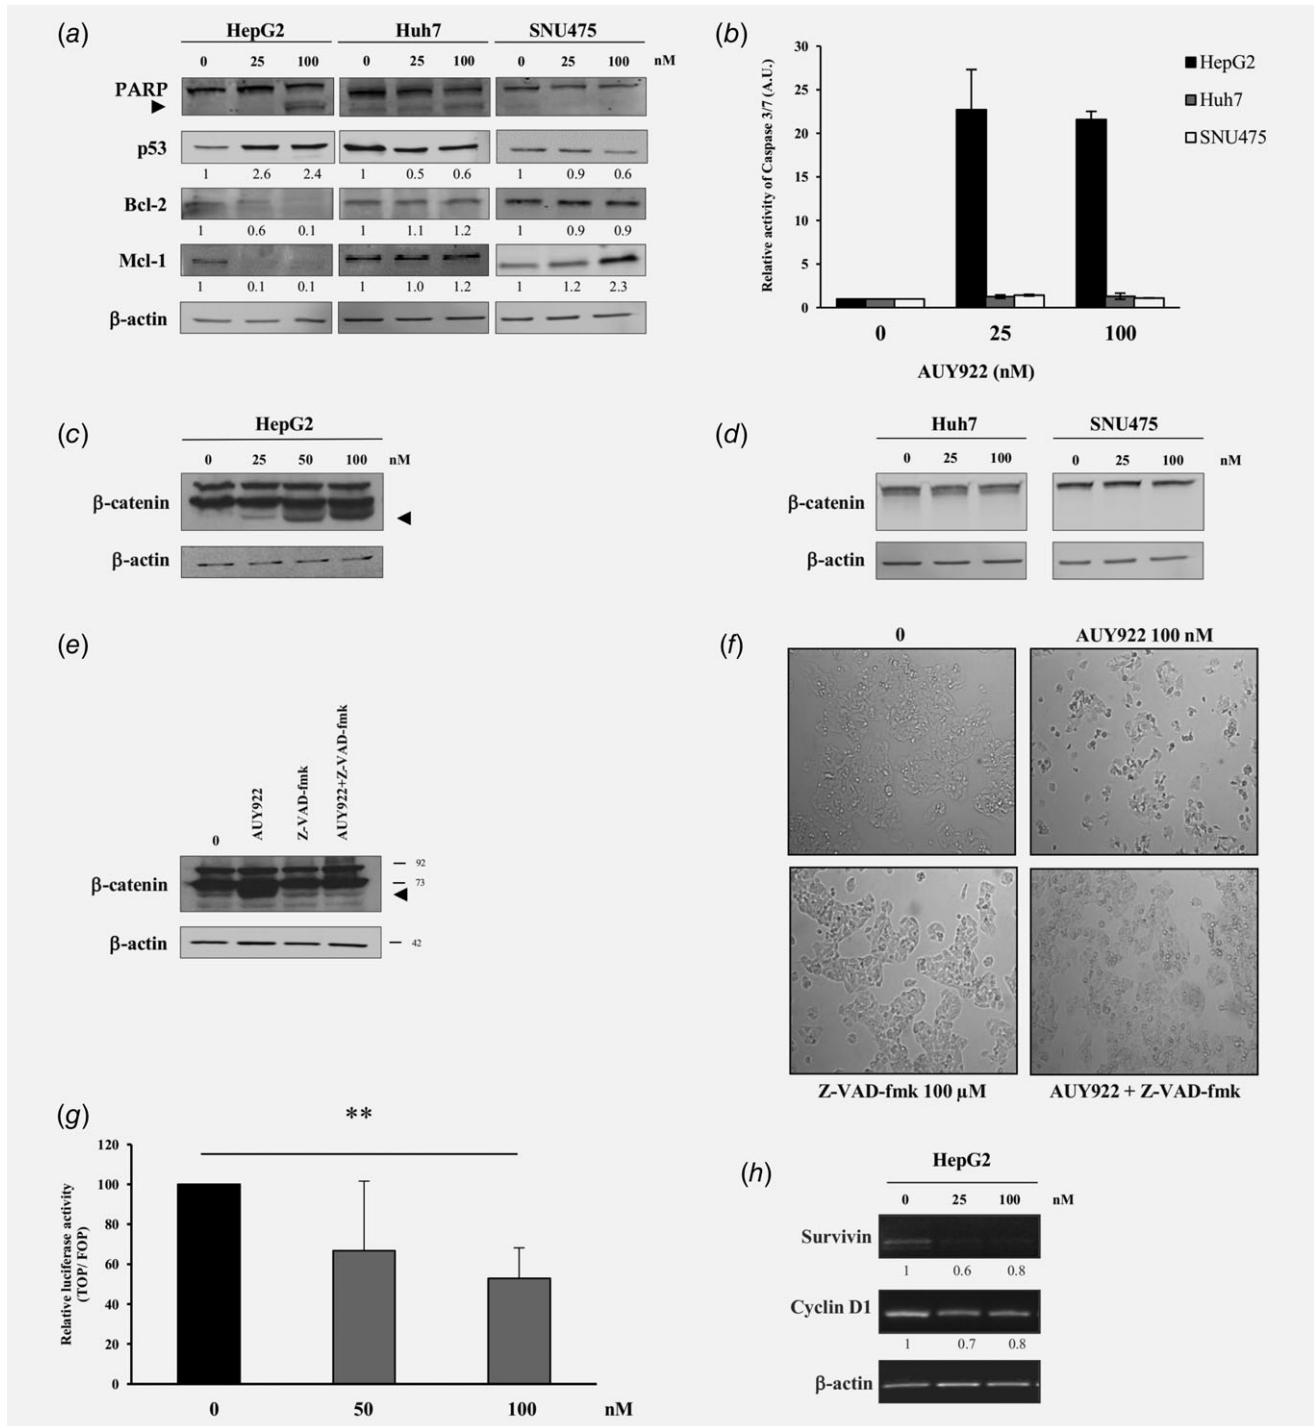 (a)
HepG2 Huh7 SNU475
0 25 100 0 25 100 0 25 100 nM
PARP
p53
1 2.6 2.4 1 0.5 0.6 1 0.9 0.6
Bcl-2
1 0.6 0.1 1 1.1 1.2 1 0.9 0.9
Mcl-1
1 0.1 0.1 1 1.0 1.2 1 1.2 2.3
β-actin
(b)
Relative activity of Caspase 3/7 (A.U.)
30
25
20
15
10
5
0
HepG2
Huh7
SNU475
0 25 100
AUY922 (nM)
(c)
HepG2
0 25 50 100 nM
β-catenin
β-actin
(d)
Huh7 SNU475
0 25 100 0 25 100 nM
β-catenin
β-actin
(e)
0 AUY922 Z-VAD-fmk AUY922+Z-VAD-fmk
β-catenin
92
73
β-actin
42
(f)
0 AUY922 100 nM
Z-VAD-fmk 100 μM AUY922 + Z-VAD-fmk
(g)
**
Relative luciferase activity
(TOP/ FOP)
120
100
80
60
40
20
0
0 50 100 nM
(h)
HepG2
0 25 100 nM
Survivin
1 0.6 0.8
Cyclin D1
1 0.7 0.8
β-actin